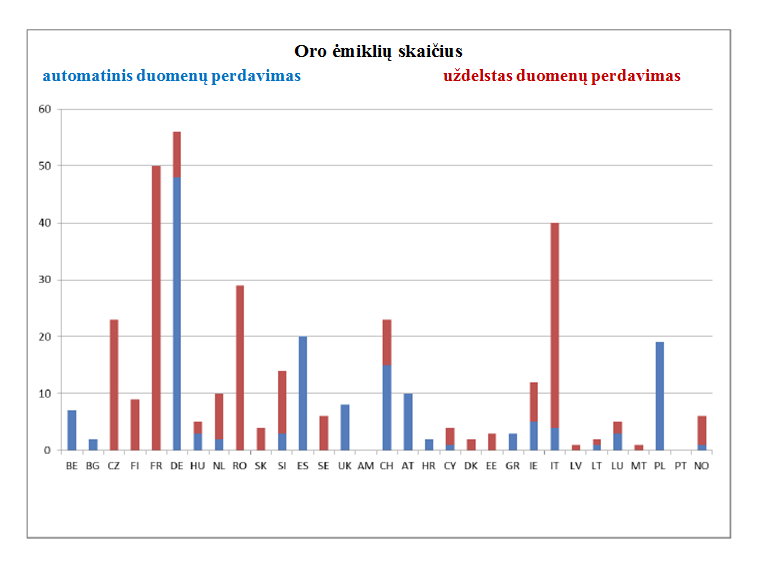 Oro ėmiklių skaičius
automatinis duomenų perdavimas uždelstas duomenų perdavimas
60
50
40
30
20
10
0
BE BG CZ FI FR DE HU NL RO SK SI ES SE UK AM CH AT HR CY DK EE GR IE IT LV LT LU MT PL PT NO